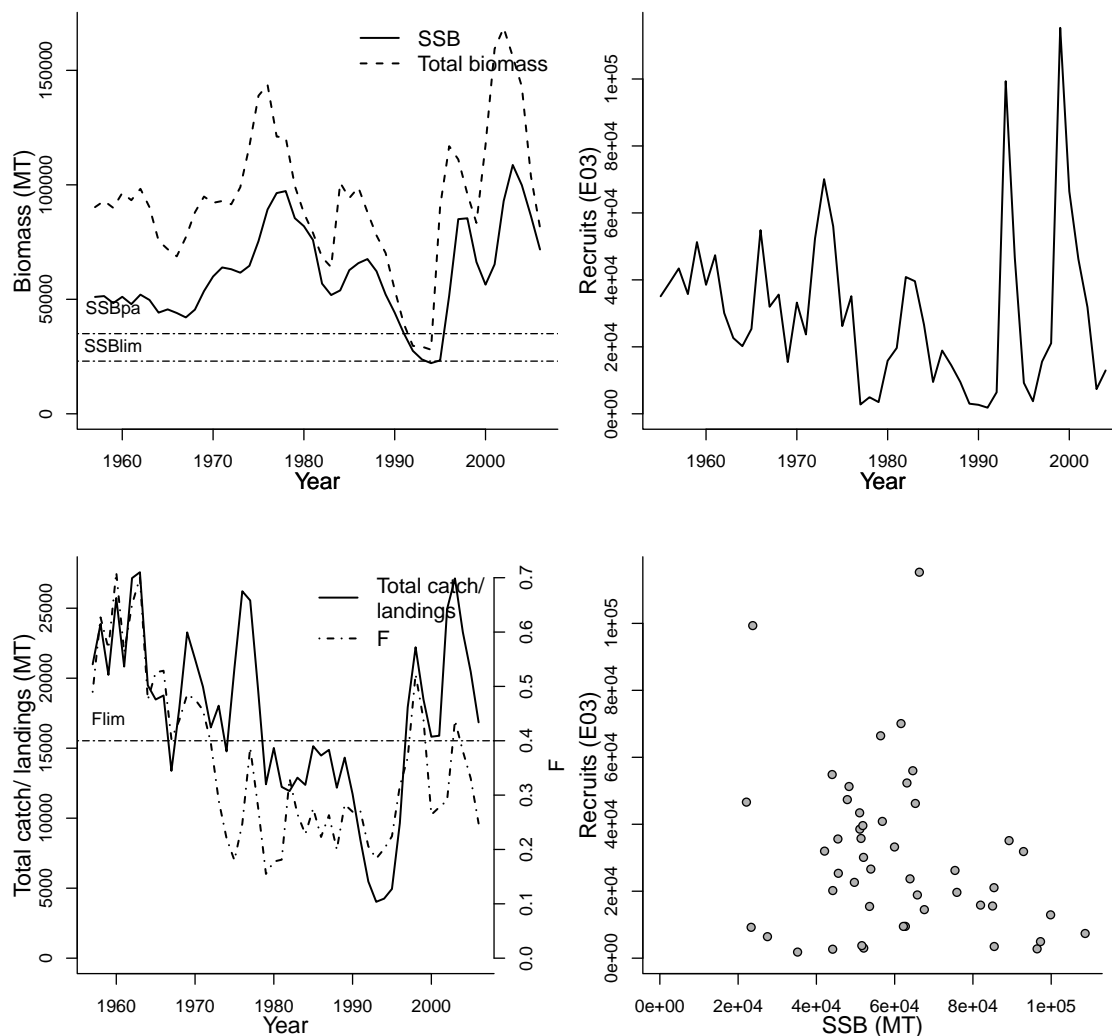 SSB
Total biomass
SSBpa
SSBlim
0
50000
100000
150000
Biomass (MT)
1960
1970
1980
1990
2000
Year
0e+00
2e+04
4e+04
6e+04
8e+04
1e+05
Recruits (E03)
1960
1970
1980
1990
2000
Year
Total catch/
landings
F
Flim
0
5000
10000
15000
20000
25000
Total catch/ landings (MT)
0.0
0.1
0.2
0.3
0.4
0.5
0.6
0.7
F
1960
1970
1980
1990
2000
Year
0e+00
2e+04
4e+04
6e+04
8e+04
1e+05
Recruits (E03)
0e+00
2e+04
4e+04
6e+04
8e+04
1e+05
SSB (MT)